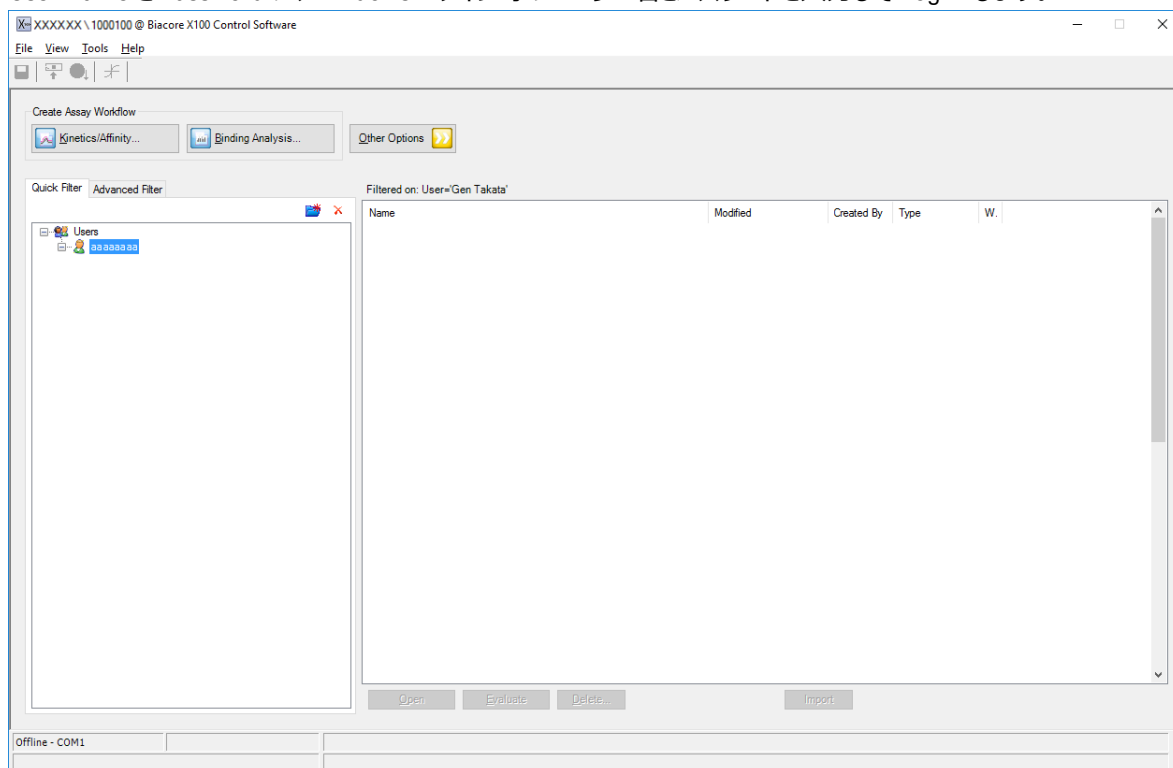 XXXXXX \ 1000100 @ Biacore X100 Control Software
File View Tools Help
Create Assay Workflow
Kinetics/Affinity...
Binding Analysis...
Other Options
Quick Filter
Advanced Filter
Filtered on: User='Gen Takata'
Name
Modified
Created By
Type
W.
Users
aaaaaaaa
Open
Evaluate
Delete...
Import
Offline - COM1